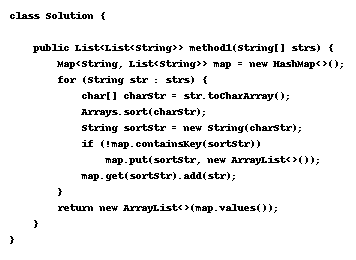 class Solution {
public List<List<String>> method1(String[] strs) {
Map<String, List<String>> map = new HashMap<>();
for (String str : strs) {
char[] charStr = str.toCharArray();
Arrays.sort(charStr);
String sortStr = new String(charStr);
if (!map.containsKey(sortStr))
map.put(sortStr, new ArrayList<>());
map.get(sortStr).add(str);
}
return new ArrayList<>(map.values());
}
}